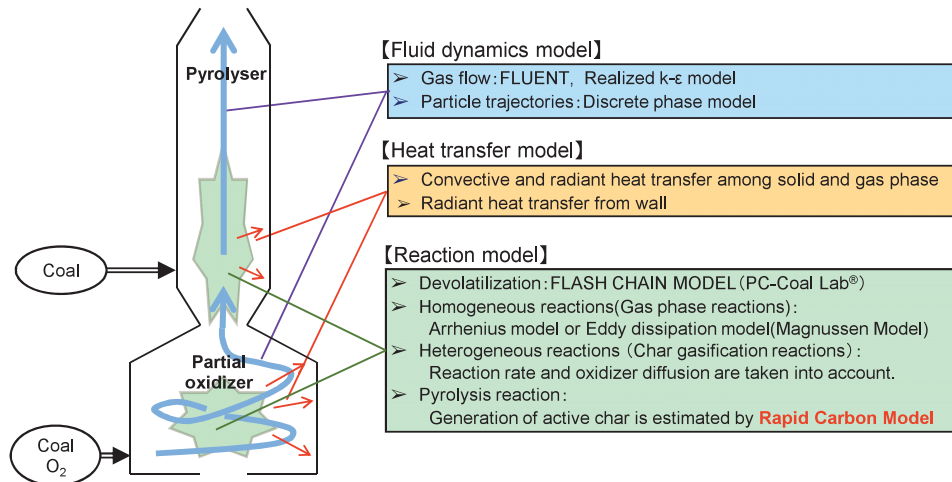 Pyrolyser
Coal
Partial
oxidizer
Coal
O₂
【Fluid dynamics model】
➢ Gas flow:FLUENT, Realized k-ε model
➢ Particle trajectories:Discrete phase model
【Heat transfer model】
➢ Convective and radiant heat transfer among solid and gas phase
➢ Radiant heat transfer from wall
【Reaction model】
➢ Devolatilization:FLASH CHAIN MODEL(PC-Coal Lab®)
➢ Homogeneous reactions(Gas phase reactions):
Arrhenius model or Eddy dissipation model(Magnussen Model)
➢ Heterogeneous reactions (Char gasification reactions):
Reaction rate and oxidizer diffusion are taken into account.
➢ Pyrolysis reaction:
Generation of active char is estimated by Rapid Carbon Model